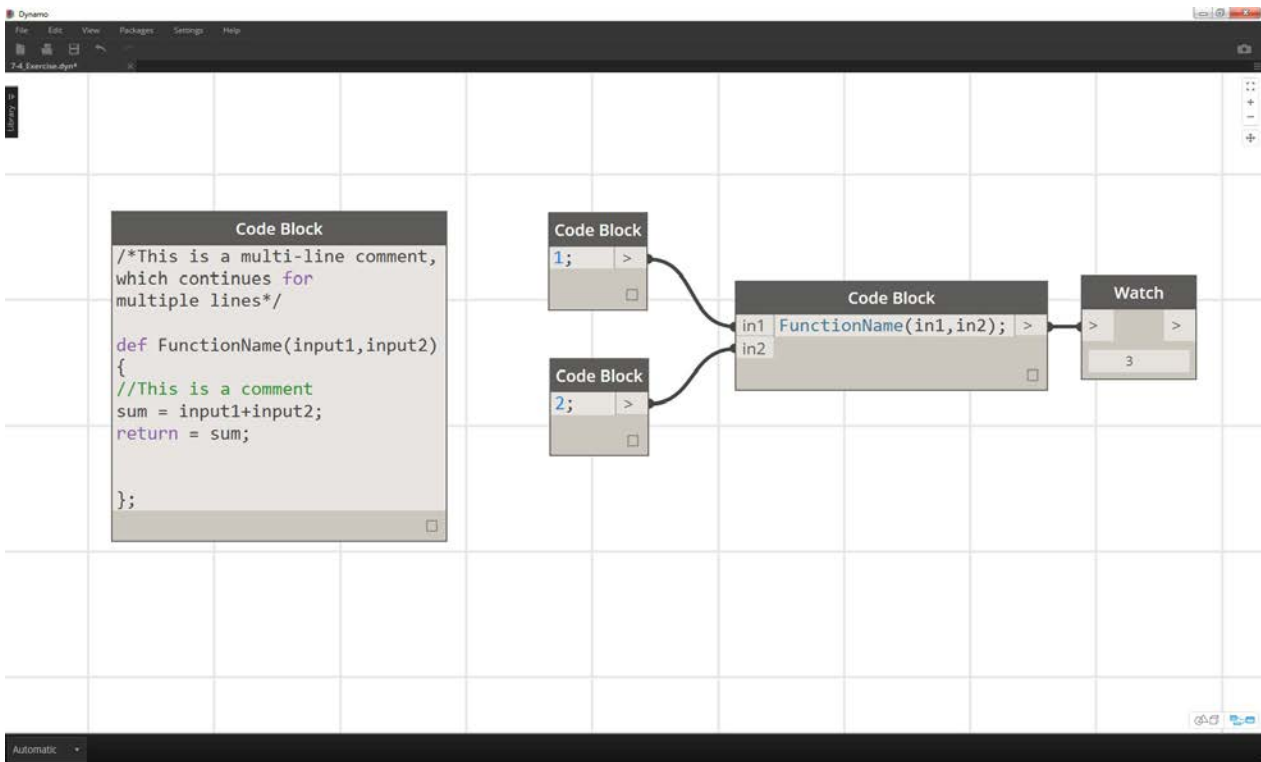 Dynamo
File Edit View Packages Settings Help
7-4_Exercise.dyn*
Library
Code Block
/*This is a multi-line comment,
which continues for
multiple lines*/
def FunctionName(input1,input2)
{
//This is a comment
sum = input1+input2;
return = sum;
};
Code Block
1; >
Code Block
2; >
Code Block
in1 FunctionName(in1,in2); >
in2
Watch
> >
3
Automatic